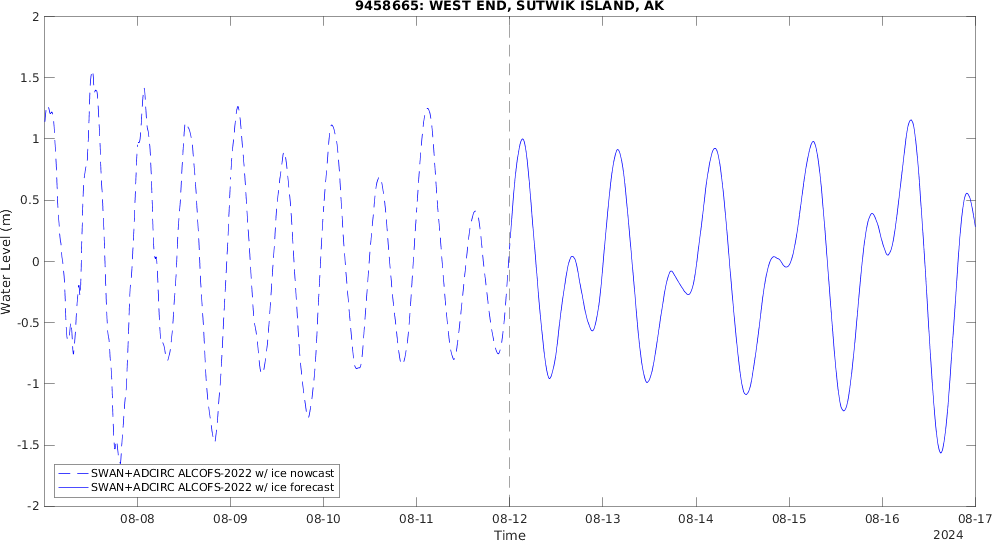 9458665: WEST END, SUTWIK ISLAND, AK
2
1.5
1
0.5
0
-0.5
-1
-1.5
-2
Water Level (m)
SWAN+ADCIRC ALCOFS-2022 w/ ice nowcast
SWAN+ADCIRC ALCOFS-2022 w/ ice forecast
08-08 08-09 08-10 08-11 08-12 08-13 08-14 08-15 08-16 08-17
Time
2024